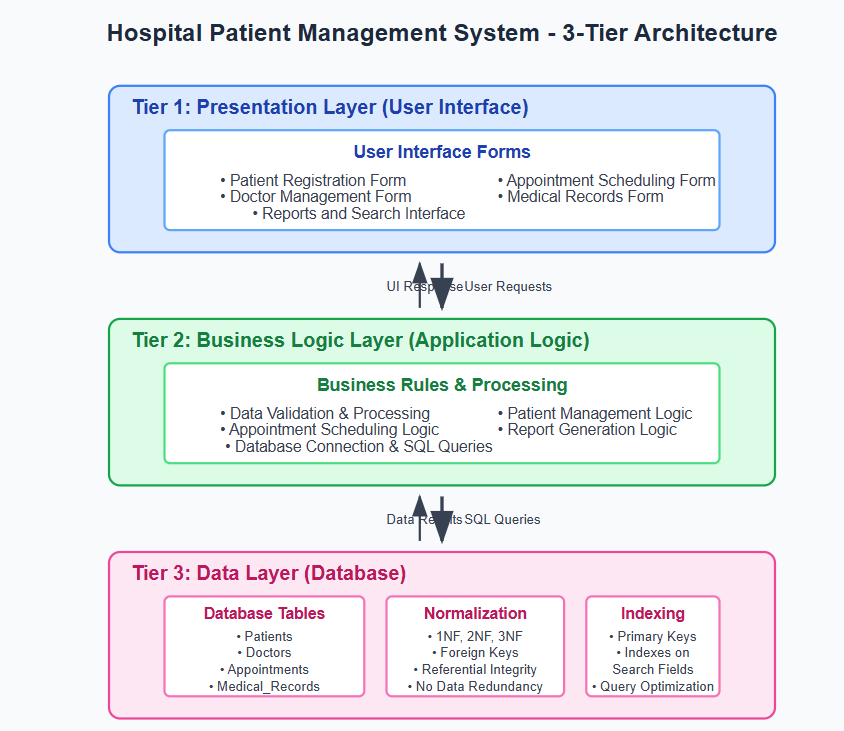 Hospital Patient Management System - 3-Tier Architecture
Tier 1: Presentation Layer (User Interface)
User Interface Forms
• Patient Registration Form
• Appointment Scheduling Form
• Doctor Management Form
• Medical Records Form
• Reports and Search Interface
UI Response
User Requests
Tier 2: Business Logic Layer (Application Logic)
Business Rules & Processing
• Data Validation & Processing
• Patient Management Logic
• Appointment Scheduling Logic
• Report Generation Logic
• Database Connection & SQL Queries
Data Results
SQL Queries
Tier 3: Data Layer (Database)
Database Tables
• Patients
• Doctors
• Appointments
• Medical_Records
Normalization
• 1NF, 2NF, 3NF
• Foreign Keys
• Referential Integrity
• No Data Redundancy
Indexing
• Primary Keys
• Indexes on
Search Fields
• Query Optimization